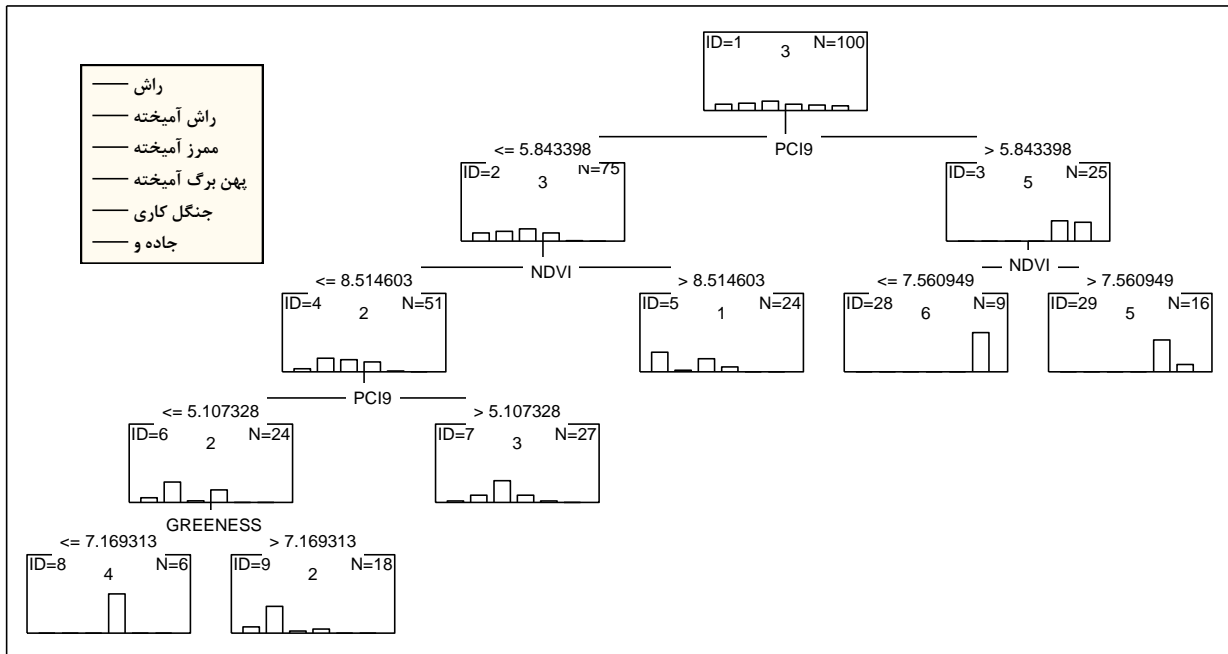 ID=1 N=100
3
راش
راش آمیخته
ممرز آمیخته
پهن برگ آمیخته
جنگل کاری
جاده و
<= 5.843398 PCI9 > 5.843398
ID=2 N=75
3
ID=3 N=25
5
<= 8.514603 NDVI > 8.514603
<= 7.560949 NDVI > 7.560949
ID=4 N=51
2
ID=5 N=24
1
ID=28 N=9
6
ID=29 N=16
5
<= 5.107328 PCI9 > 5.107328
ID=6 N=24
2
ID=7 N=27
3
GREENESS
<= 7.169313 > 7.169313
ID=8 N=6
4
ID=9 N=18
2